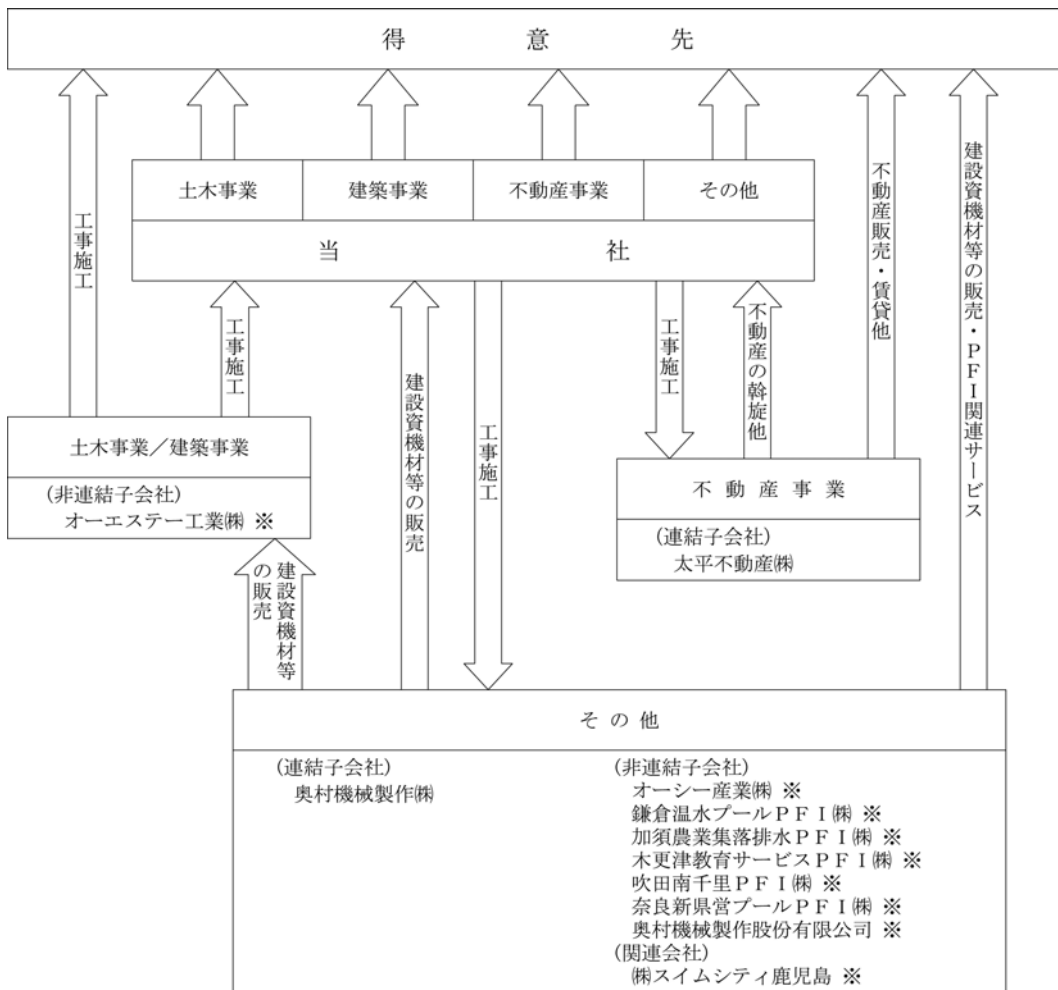 得意先
土木事業
建築事業
不動産事業
その他
当社
工事施工
工事施工
建設資機材等の販売
工事施工
工事施工
不動産の斡旋他
不動産販売・賃貸他
建設資機材等の販売・PFI関連サービス
土木事業／建築事業
(非連結子会社)
オーエステー工業㈱ ※
不動産事業
(連結子会社)
太平不動産㈱
建設資機材等
の販売
その他
(連結子会社)
奥村機械製作㈱
(非連結子会社)
オーシー産業㈱ ※
鎌倉温水プールＰＦＩ㈱ ※
加須農業集落排水ＰＦＩ㈱ ※
木更津教育サービスＰＦＩ㈱ ※
吹田南千里ＰＦＩ㈱ ※
奈良新県営プールＰＦＩ㈱ ※
奥村機械製作股份有限公司 ※
(関連会社)
㈱スイムシティ鹿児島 ※